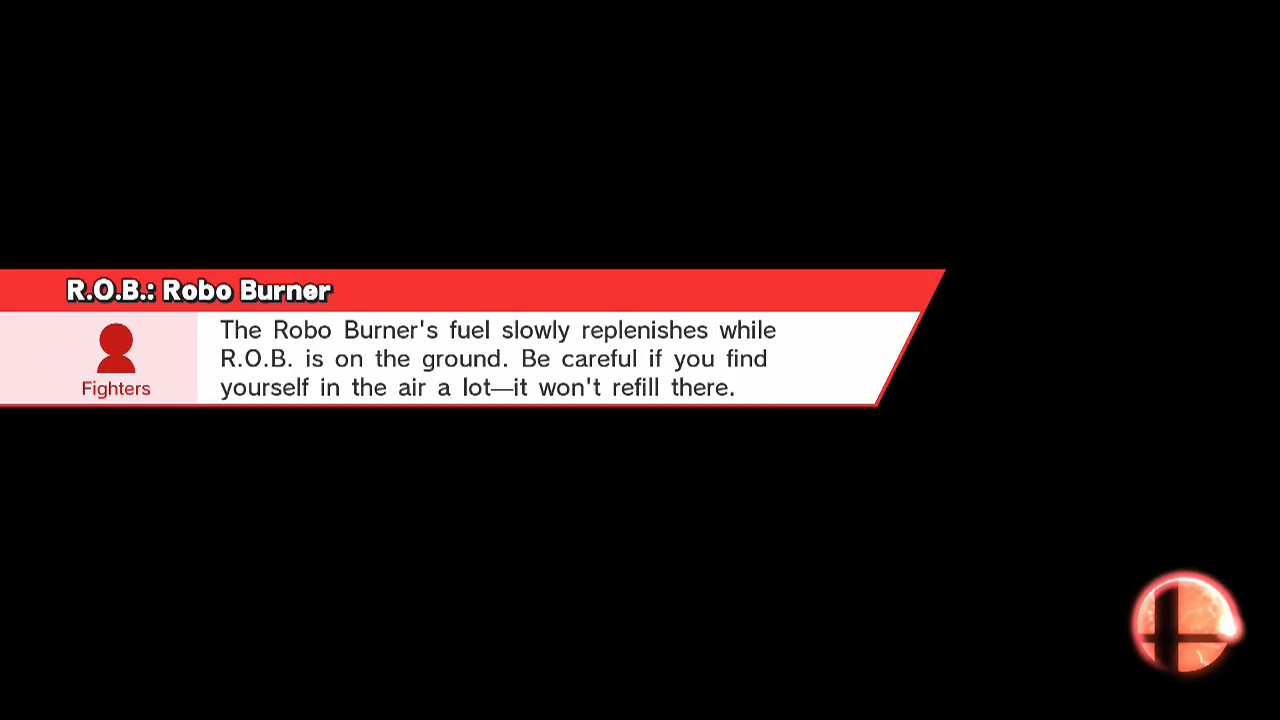 R.O.B.: Robo Burner
The Robo Burner's fuel slowly replenishes while
R.O.B. is on the ground. Be careful if you find
yourself in the air a lot—it won't refill there.
Fighters